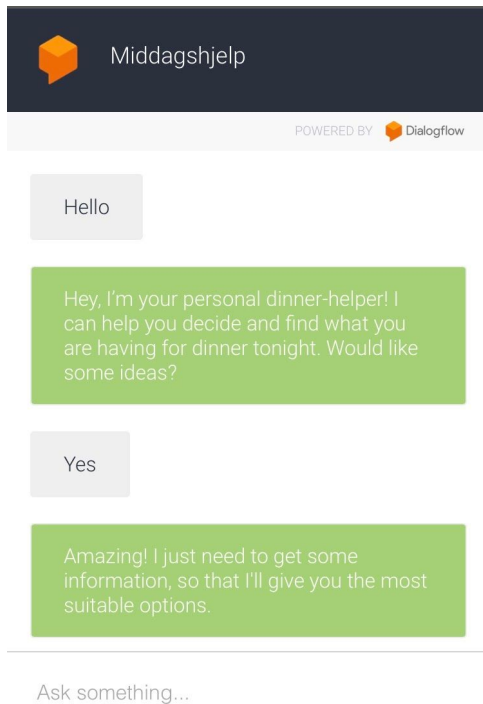 Middagshjelp
POWERED BY Dialogflow
Hello
Hey, I'm your personal dinner-helper! I
can help you decide and find what you
are having for dinner tonight. Would like
some ideas?
Yes
Amazing! I just need to get some
information, so that I'll give you the most
suitable options.
Ask something...